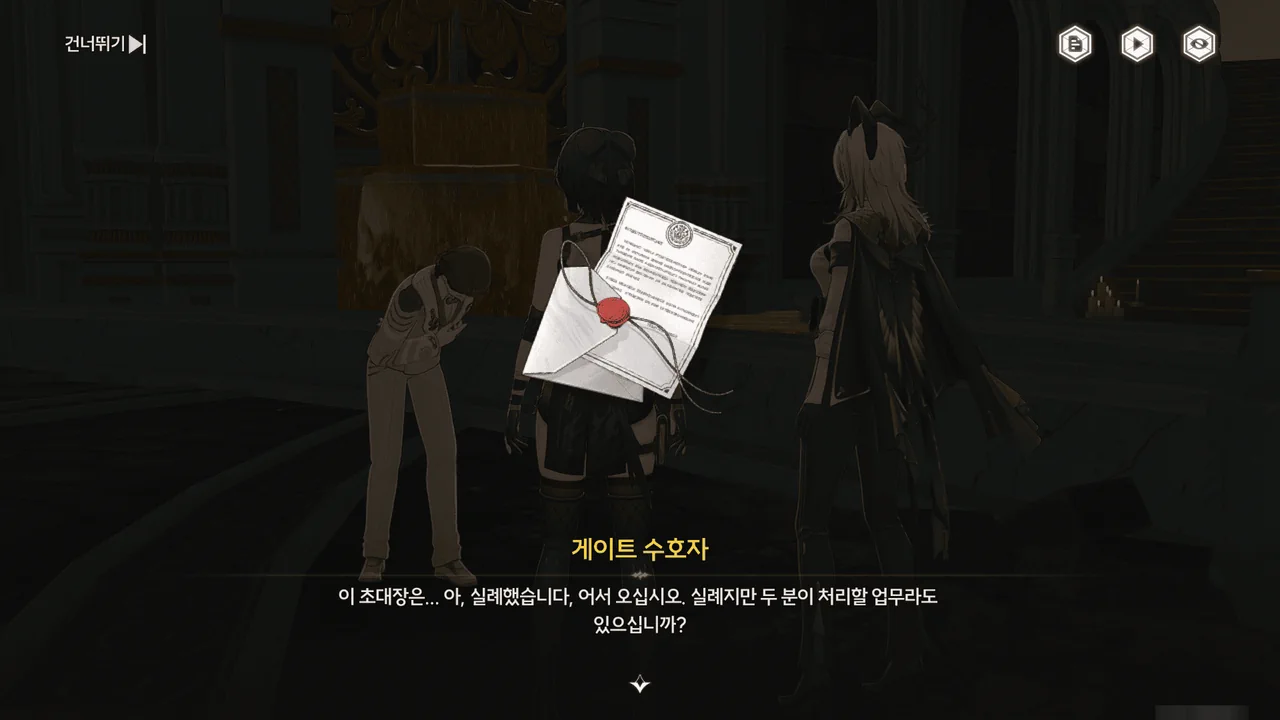 건너뛰기
게이트 수호자
이 초대장은... 아, 실례했습니다, 어서 오십시오. 실례지만 두 분이 처리할 업무라도
있으십니까?